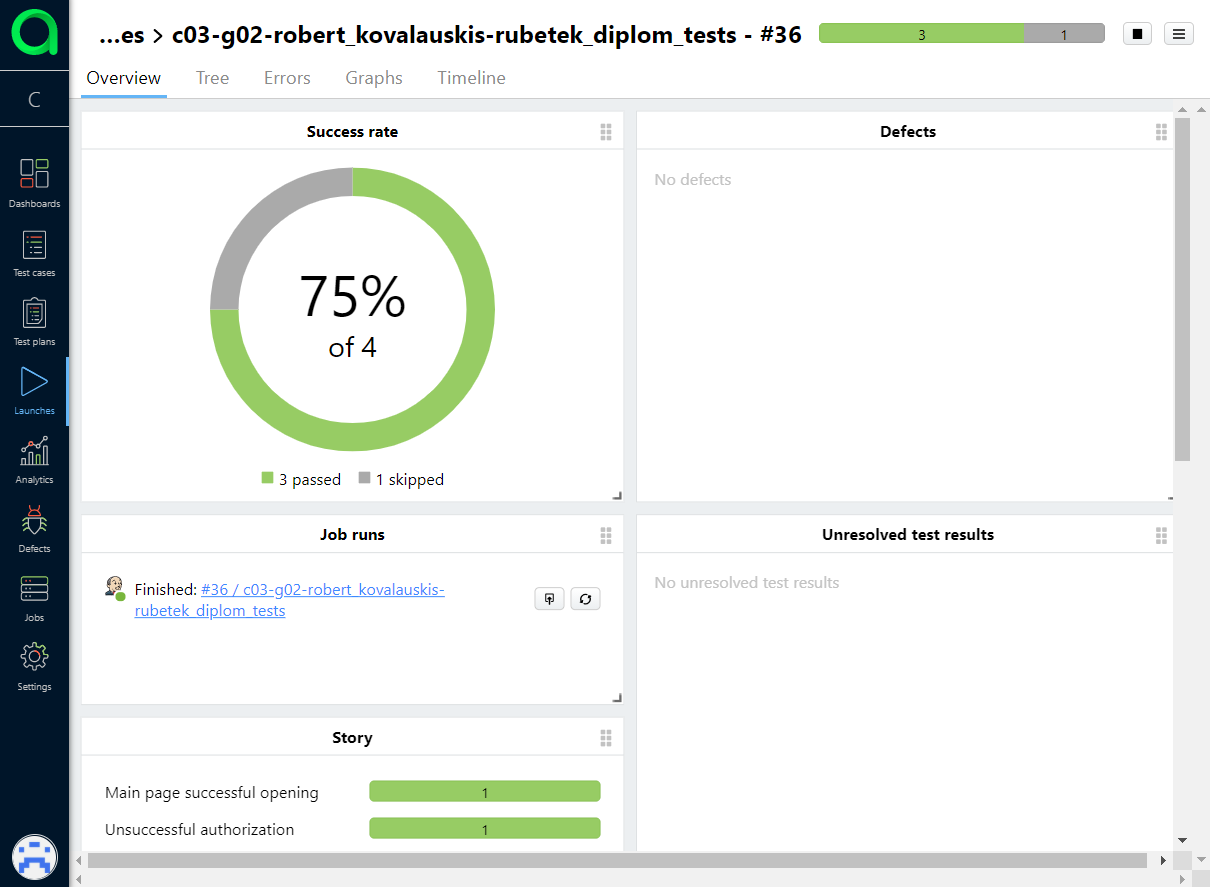 ...es > c03-g02-robert_kovalauskis-rubetek_diplom_tests - #36
3
1
C
Overview
Tree
Errors
Graphs
Timeline
Dashboards
Test cases
Test plans
Launches
Analytics
Defects
Jobs
Settings
Success rate
75%
of 4
3 passed
1 skipped
Defects
No defects
Job runs
Finished: #36 / c03-g02-robert_kovalauskis-
rubetek_diplom_tests
Unresolved test results
No unresolved test results
Story
Main page successful opening
1
Unsuccessful authorization
1